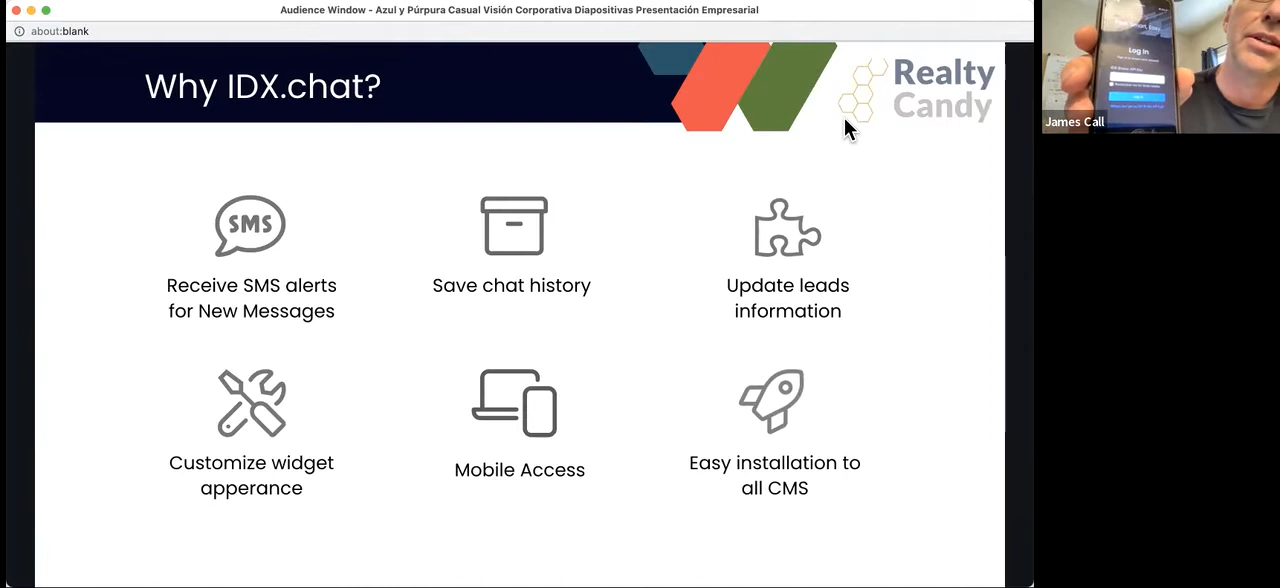 Audience Window - Azul y Púrpura Casual Visión Corporativa Diapositivas Presentación Empresarial
about:blank
Why IDX.chat?
Realty
Candy
SMS
Receive SMS alerts
for New Messages
Save chat history
Update leads
information
Customize widget
apperance
Mobile Access
Easy installation to
all CMS
Log In
James Call